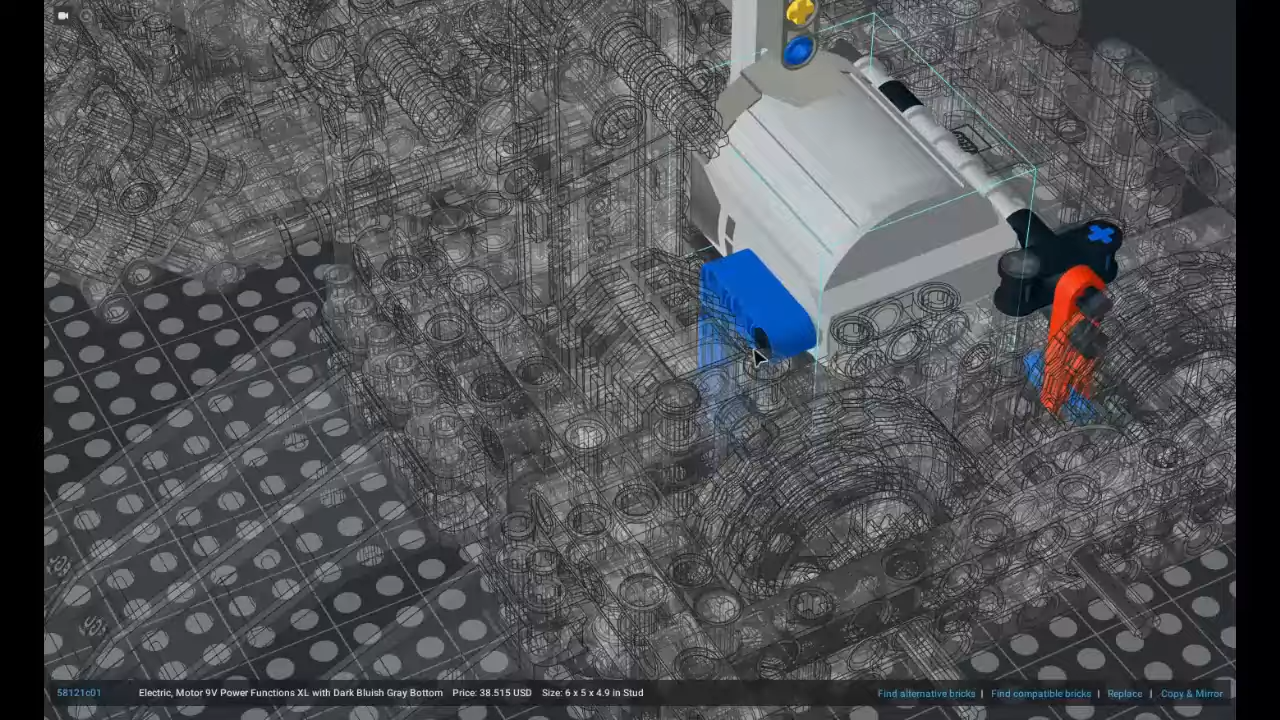 58121c01 Electric, Motor 9V Power Functions XL with Dark Bluish Gray Bottom Price: 38.515 USD Size: 6 x 5 x 4.9 in Stud Find alternative bricks | Find compatible bricks | Replace | Copy & Mirror